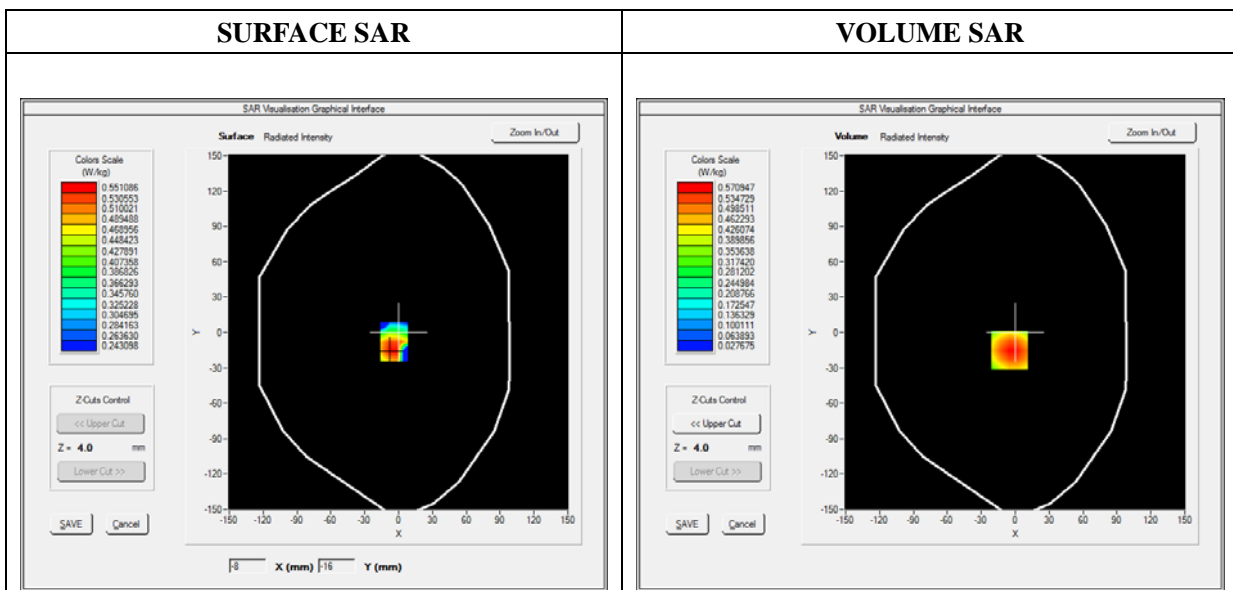 SURFACE SAR
VOLUME SAR
SAR Visualisation Graphical Interface
Surface Radiated Intensity
Zoom In/Out
Colors Scale
(W/kg)
0.551086
0.530553
0.510021
0.489488
0.468956
0.448423
0.427891
0.407358
0.386826
0.366293
0.345760
0.325228
0.304695
0.284163
0.263630
0.243098
150
120
90
60
30
0
-30
-60
-90
-120
-150
Y
-150 -120 -90 -60 -30 0 30 60 90 120 150
X
Z-Cuts Control
<< Upper Cut
Z = 4.0 mm
Lower Cut >>
SAVE Cancel
-8 X (mm) -16 Y (mm)
SAR Visualisation Graphical Interface
Volume Radiated Intensity
Zoom In/Out
Colors Scale
(W/kg)
0.570947
0.534729
0.498511
0.462293
0.426074
0.389856
0.353638
0.317420
0.281202
0.244984
0.208766
0.172547
0.136329
0.100111
0.063893
0.027675
150
120
90
60
30
0
-30
-60
-90
-120
-150
Y
-150 -120 -90 -60 -30 0 30 60 90 120 150
X
Z-Cuts Control
<< Upper Cut
Z = 4.0 mm
Lower Cut >>
SAVE Cancel